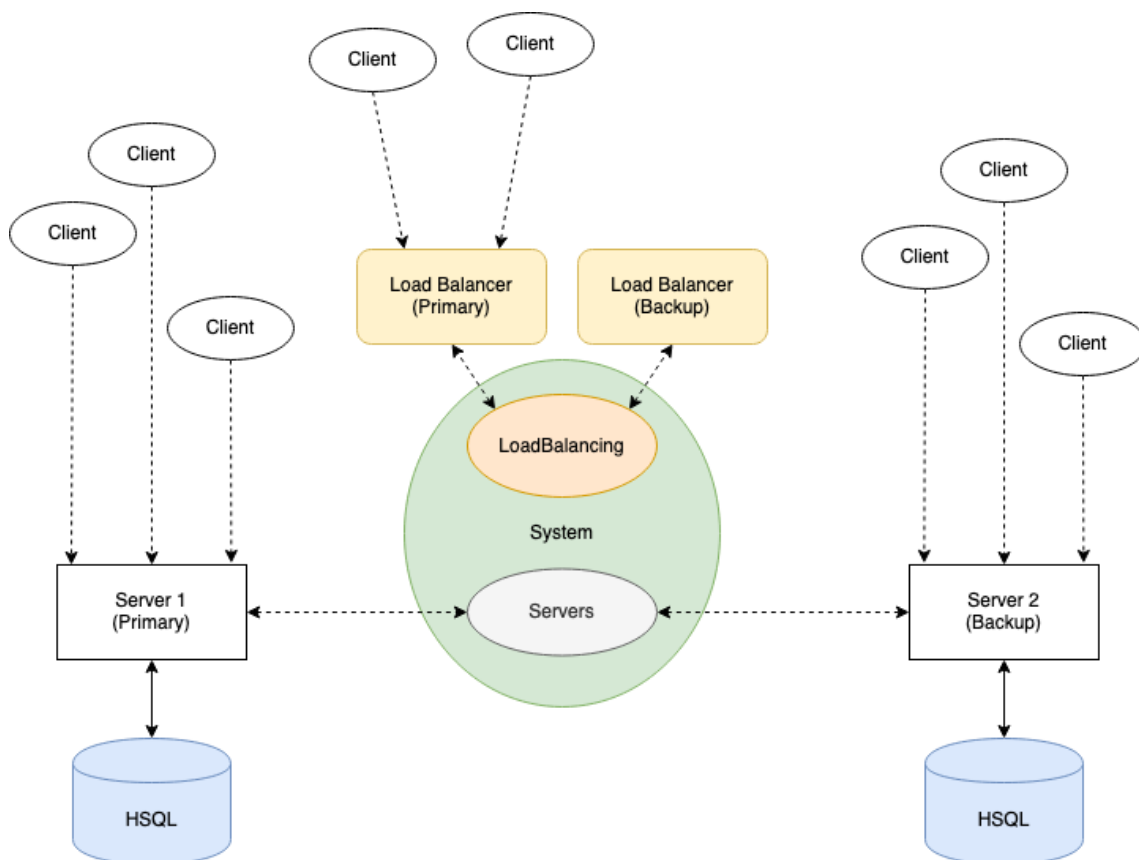 Client
Client
Client
Client
Client
Client
Client
Client
Load Balancer
(Primary)
Load Balancer
(Backup)
LoadBalancing
System
Servers
Server 1
(Primary)
Server 2
(Backup)
HSQL
HSQL